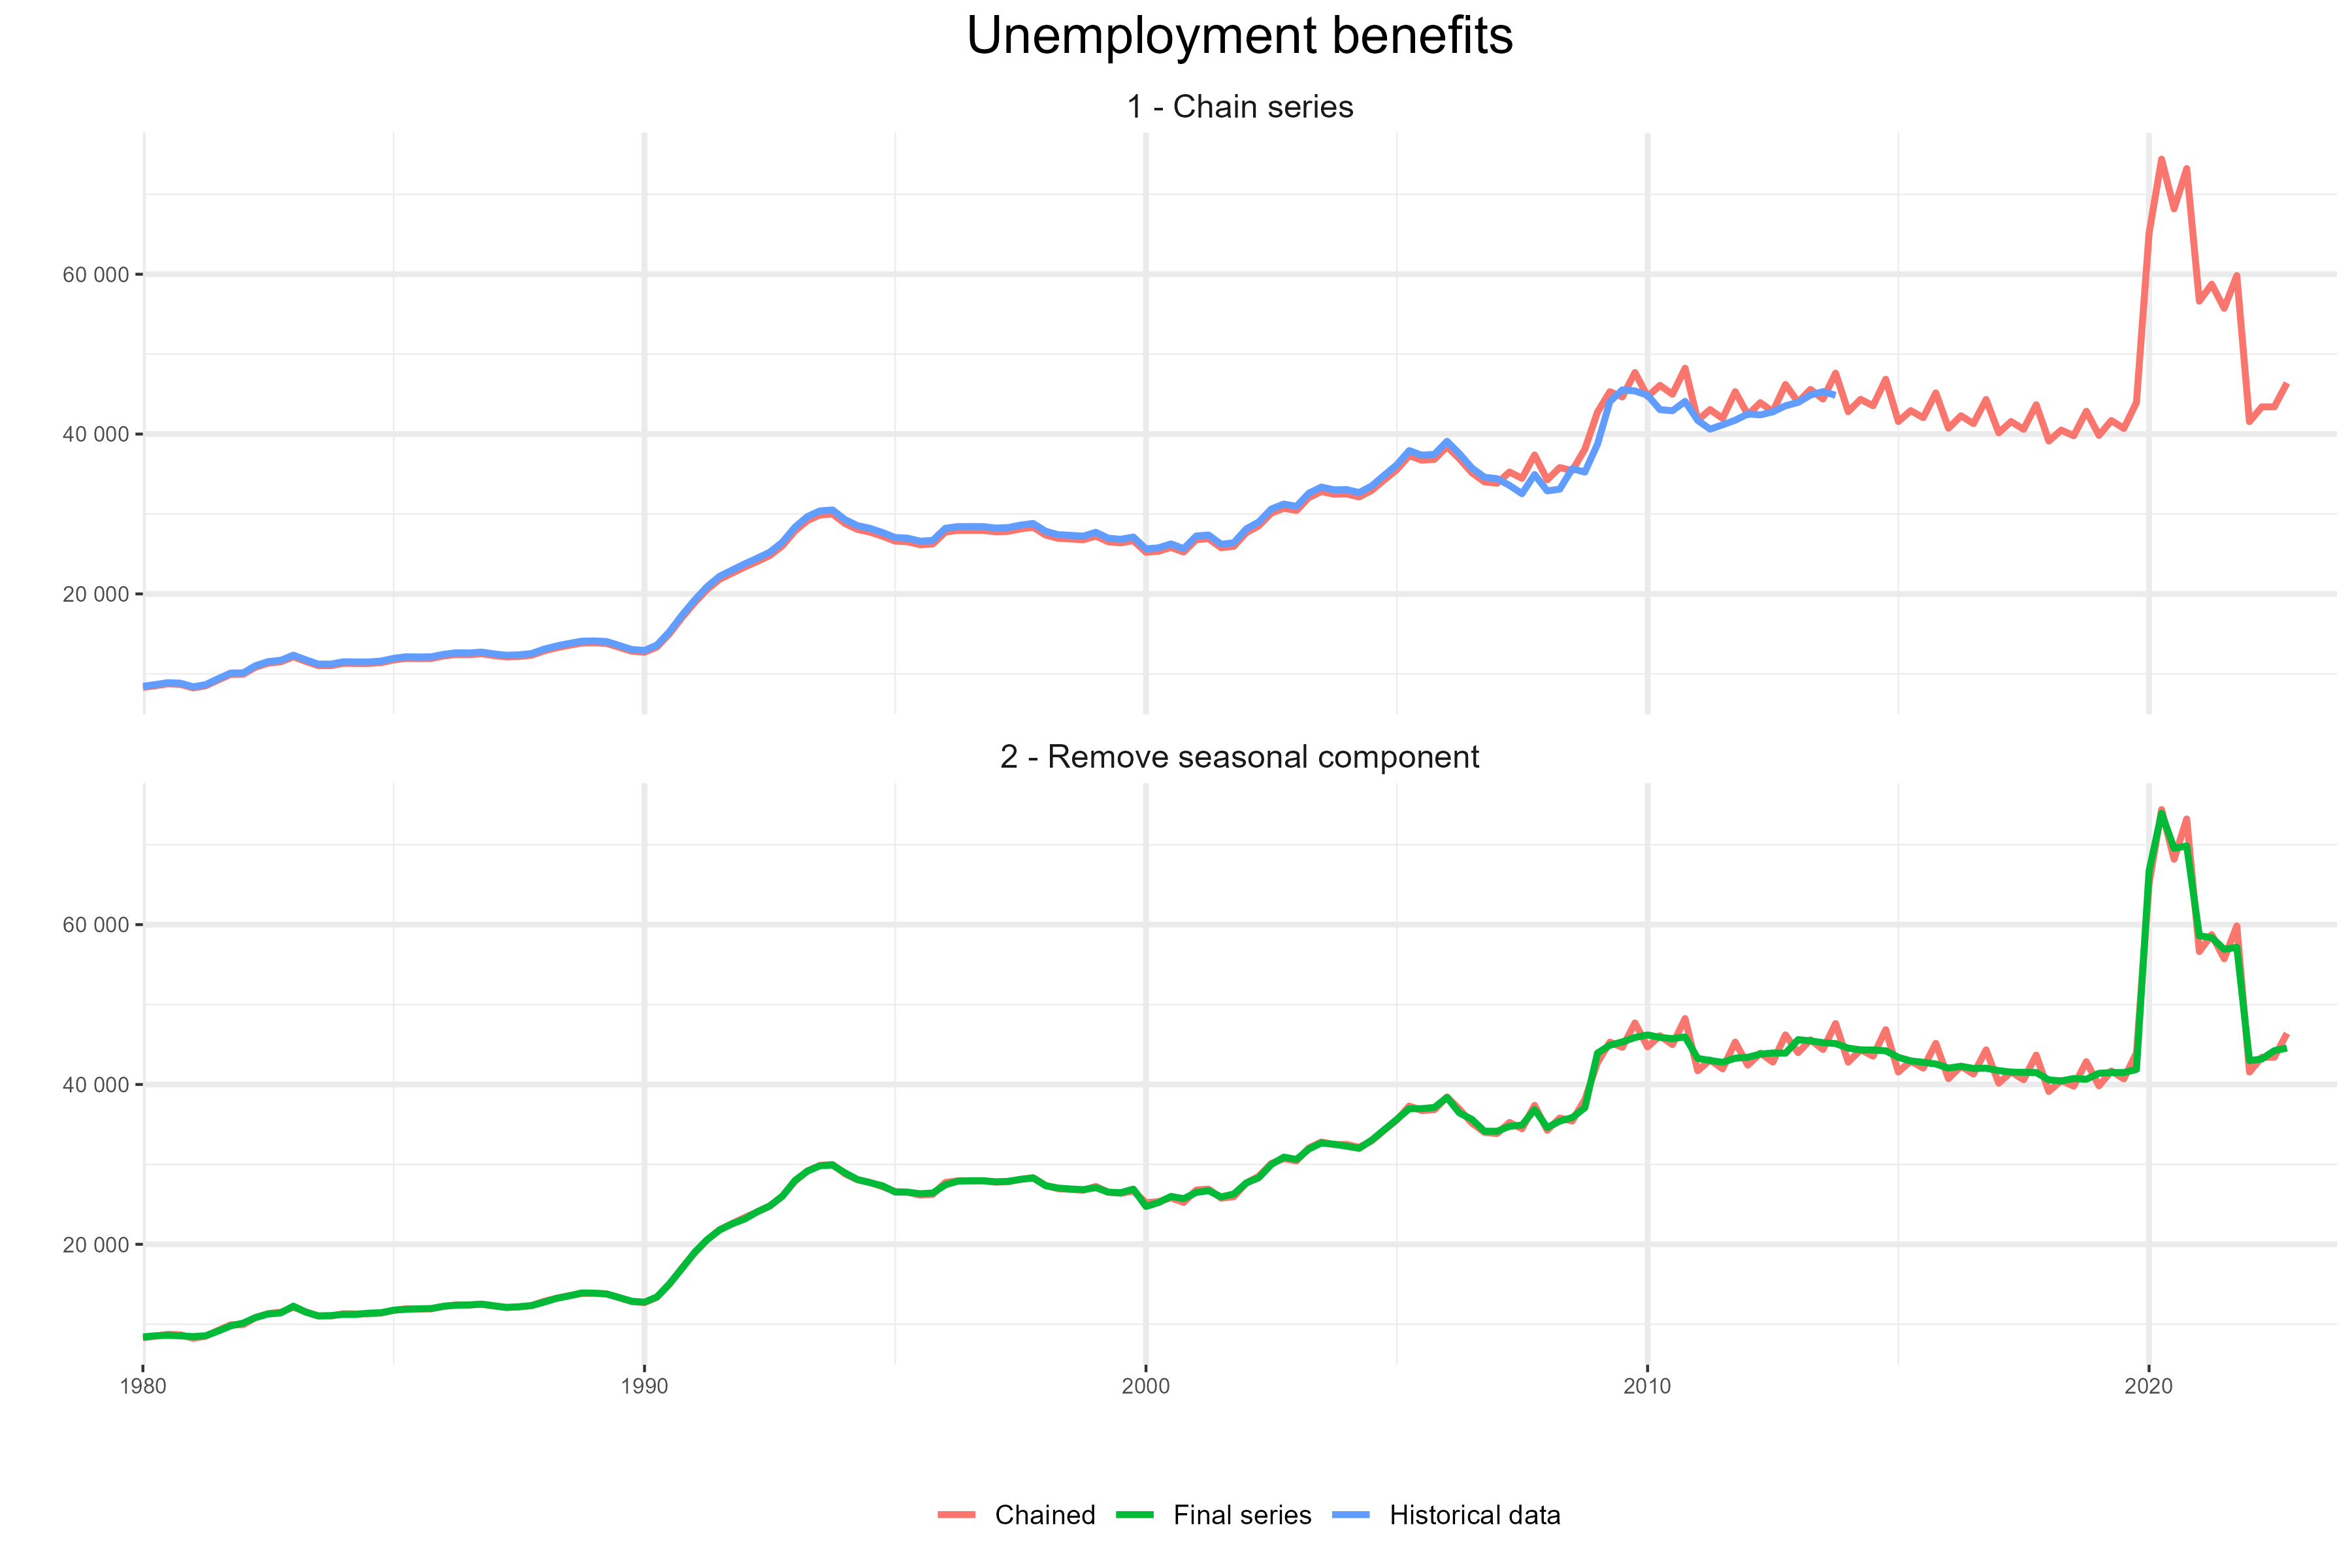 Unemployment benefits
1 - Chain series
60 000
40 000
20 000
2 - Remove seasonal component
60 000
40 000
20 000
1980 1990 2000 2010 2020
Chained Final series Historical data